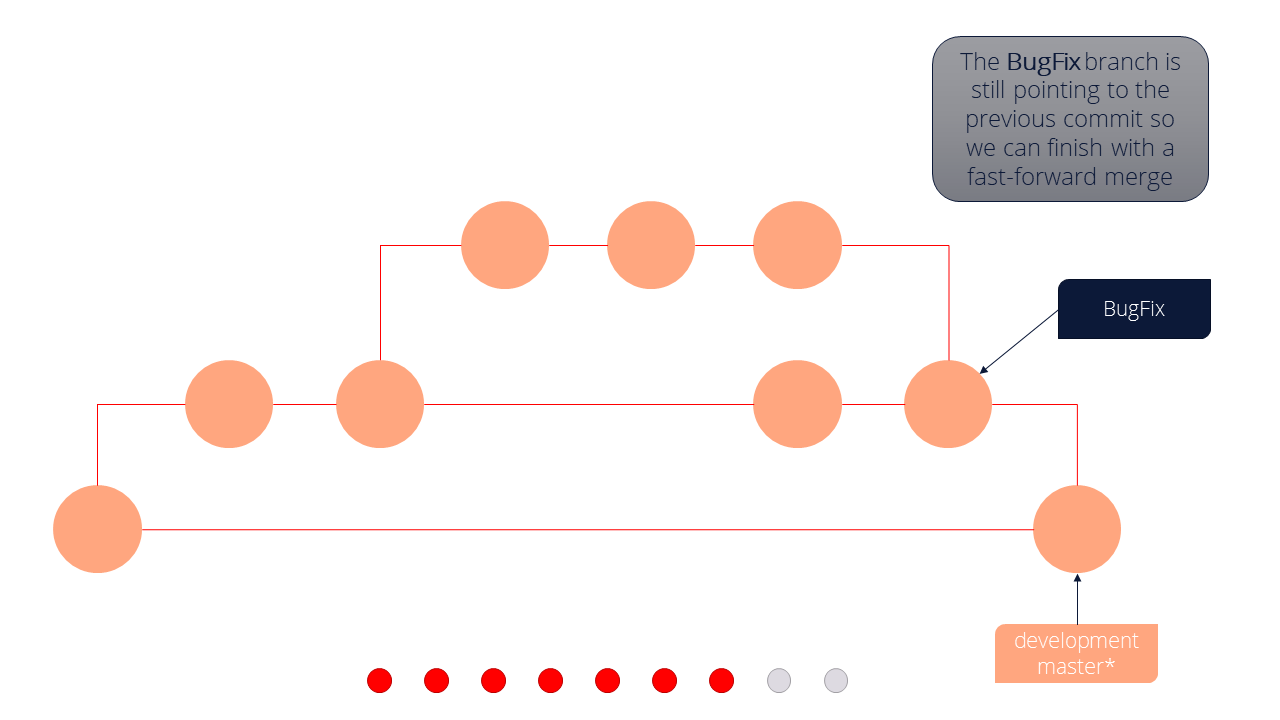 The BugFix branch is
still pointing to the
previous commit so
we can finish with a
fast-forward merge
BugFix
development
master*